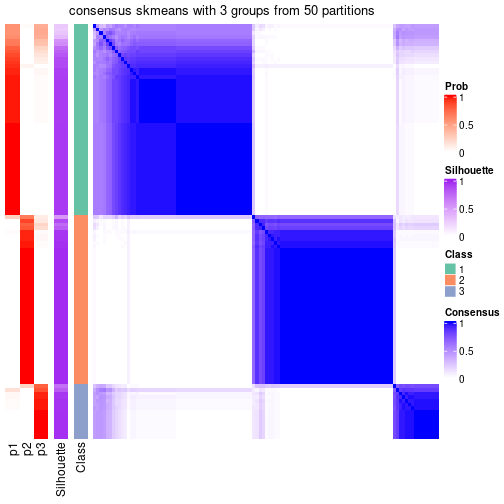 consensus skmeans with 3 groups from 50 partitions
Prob
1
0.5
0
Silhouette
1
0.5
0
Class
1
2
3
Consensus
1
0.5
0
p1
p2
p3
Silhouette
Class